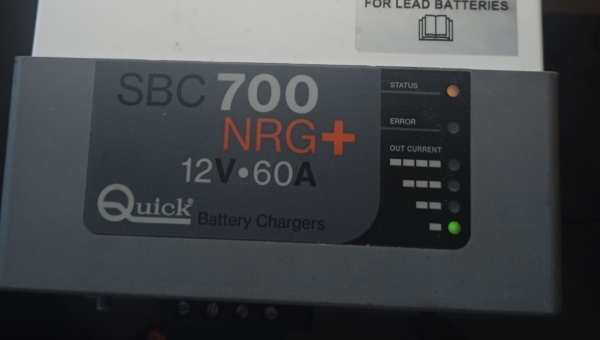 FOR LEAD BATTERIES
SBC 700
NRG+
12V•60A
Quick® Battery Chargers
STATUS
ERROR
OUT CURRENT